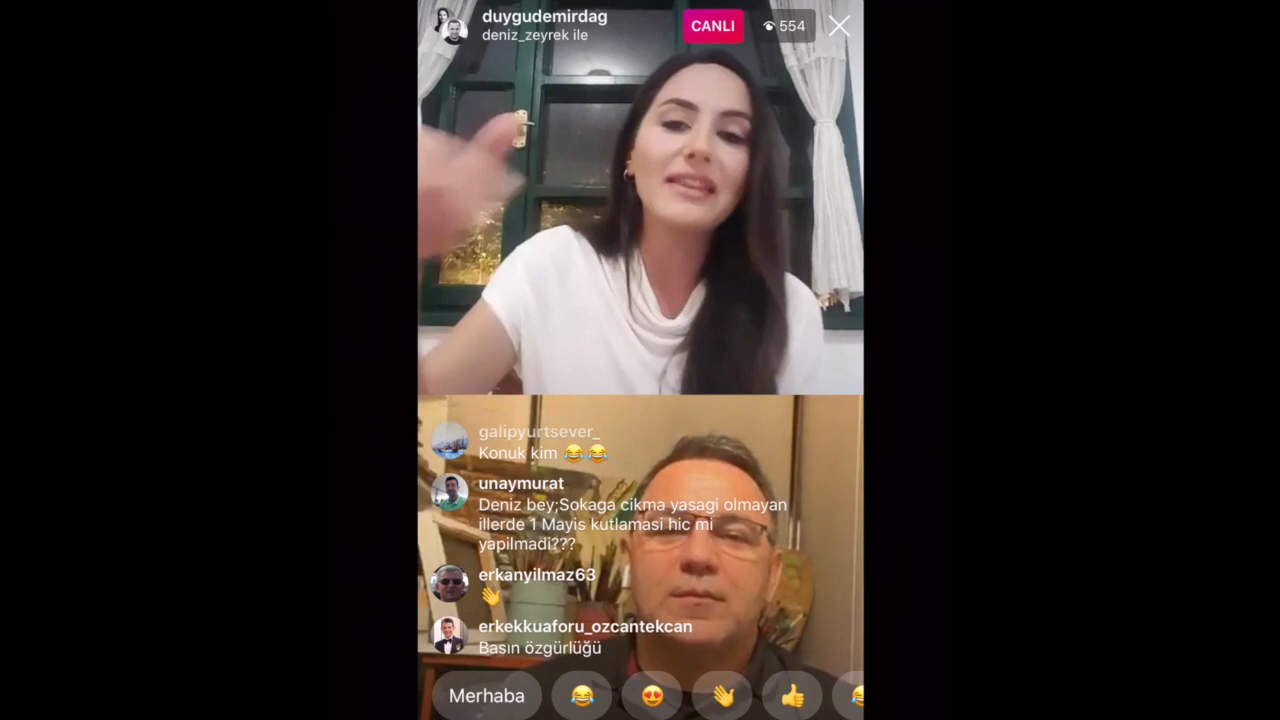 duygudemirdag
deniz_zeyrek ile
CANLI
554
galipyurtsever_
Konuk kim 😂😂
unaymurat
Deniz bey;Sokaga cikma yasagi olmayan
illerde 1 Mayis kutlamasi hic mi
yapilmadi???
erkanyilmaz63
👋
erkekkuaforu_ozcantekcan
Basın özgürlüğü
Merhaba